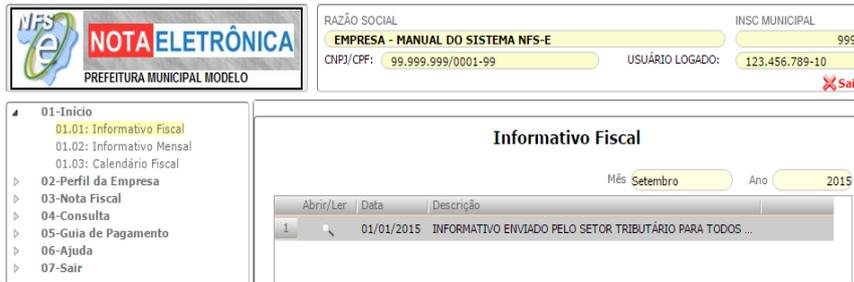 NFS
e
NOTA ELETRÔNICA
PREFEITURA MUNICIPAL MODELO
RAZÃO SOCIAL
INSC MUNICIPAL
EMPRESA - MANUAL DO SISTEMA NFS-E
999
CNPJ/CPF: 99.999.999/0001-99
USUÁRIO LOGADO: 123.456.789-10
Sai
01-Início
01.01: Informativo Fiscal
01.02: Informativo Mensal
01.03: Calendário Fiscal
02-Perfil da Empresa
03-Nota Fiscal
04-Consulta
05-Guia de Pagamento
06-Ajuda
07-Sair
Informativo Fiscal
Mês Setembro Ano 2015
Abrir/Ler Data Descrição
1 01/01/2015 INFORMATIVO ENVIADO PELO SETOR TRIBUTÁRIO PARA TODOS ...